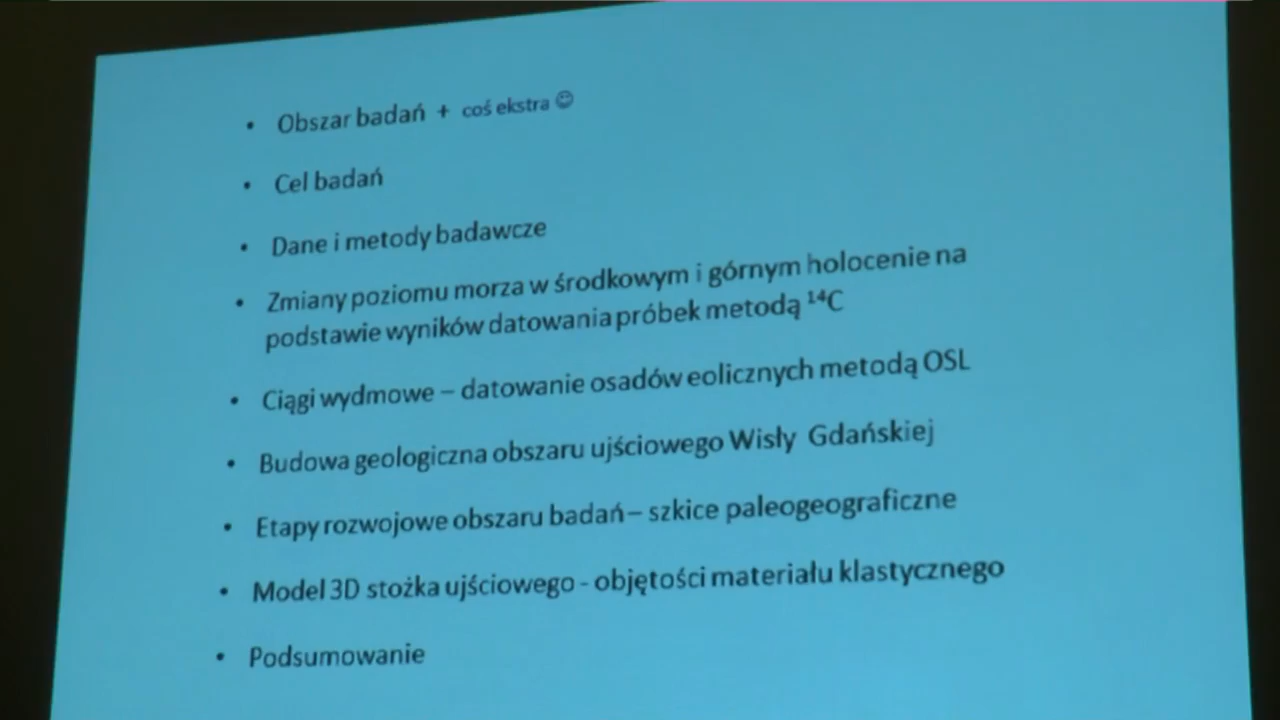 • Obszar badań + coś ekstra ☺
• Cel badań
• Dane i metody badawcze
• Zmiany poziomu morza w środkowym i górnym holocenie na
podstawie wyników datowania próbek metodą ¹⁴C
• Ciągi wydmowe – datowanie osadów eolicznych metodą OSL
• Budowa geologiczna obszaru ujściowego Wisły Gdańskiej
• Etapy rozwojowe obszaru badań – szkice paleogeograficzne
• Model 3D stożka ujściowego - objętości materiału klastycznego
• Podsumowanie